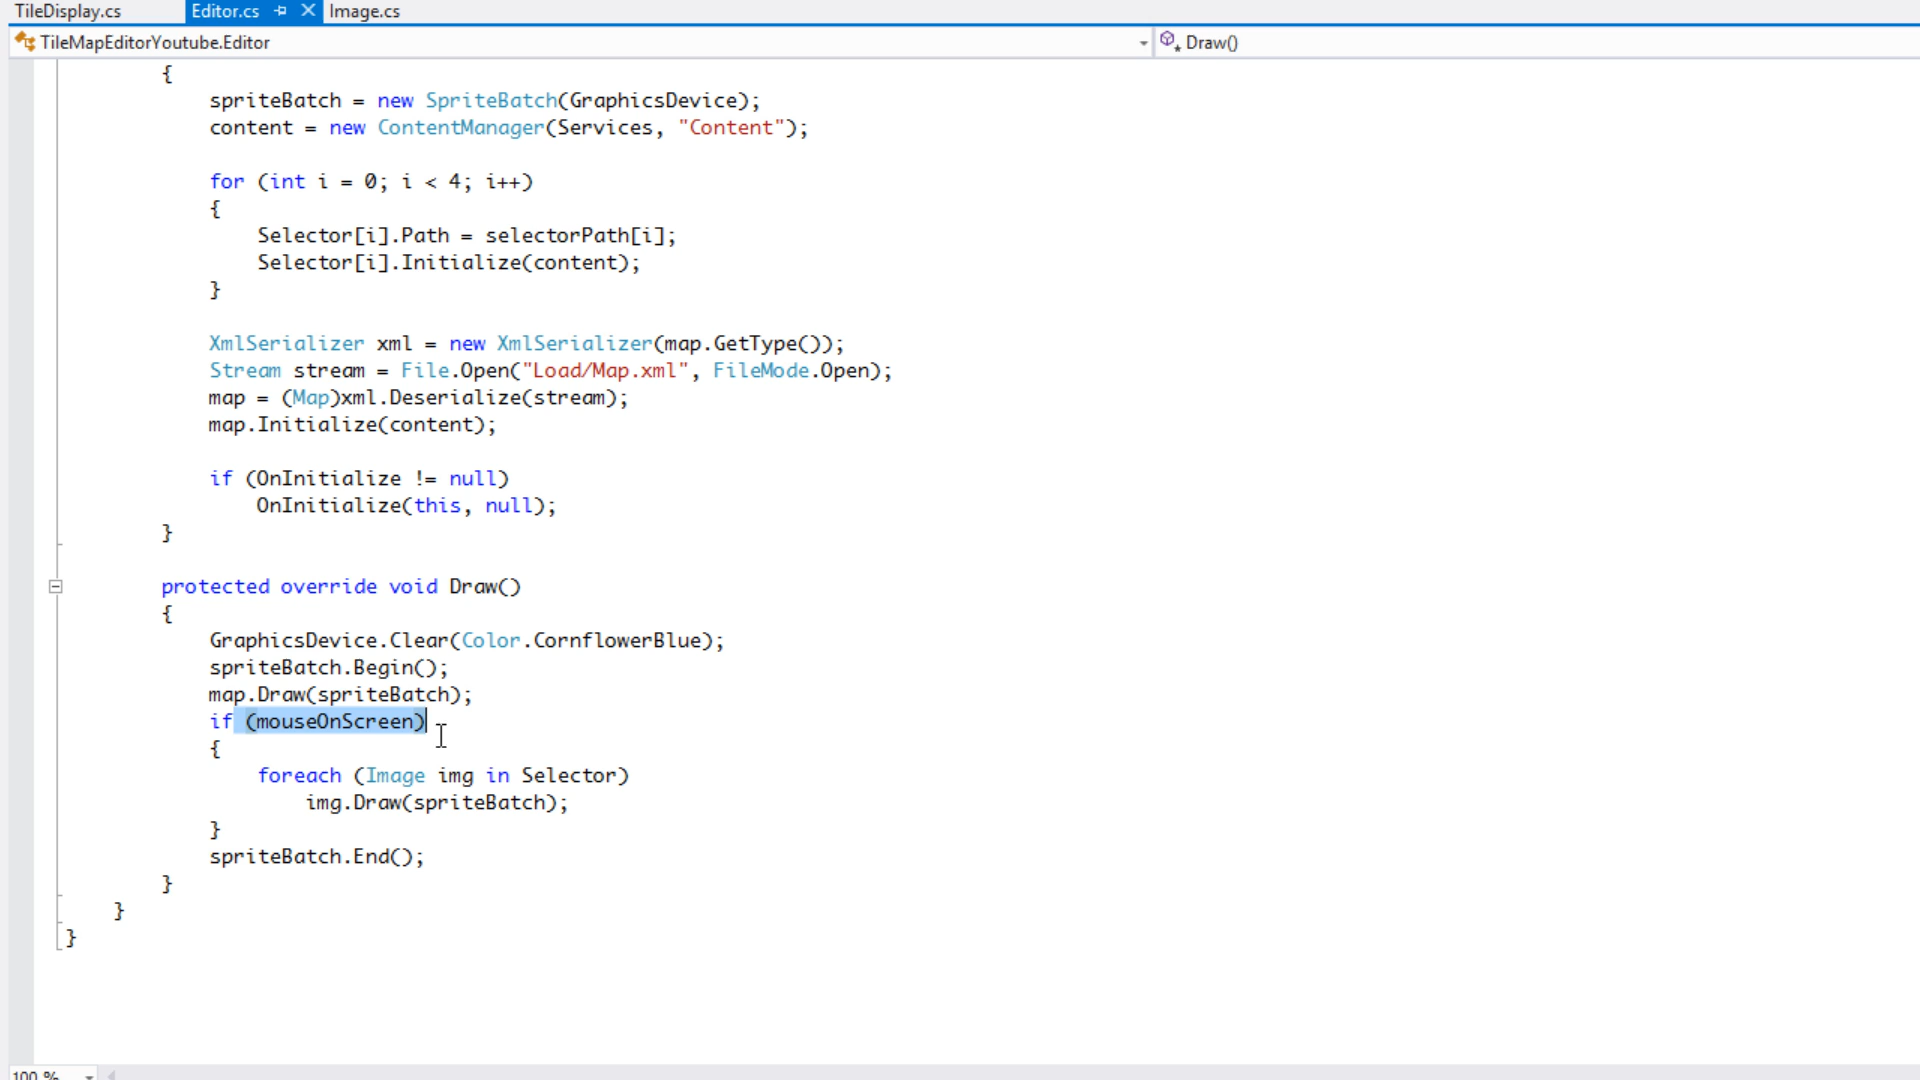 TileDisplay.cs Editor.cs Image.cs
TileMapEditorYoutube.Editor Draw()
{
spriteBatch = new SpriteBatch(GraphicsDevice);
content = new ContentManager(Services, "Content");
for (int i = 0; i < 4; i++)
{
Selector[i].Path = selectorPath[i];
Selector[i].Initialize(content);
}
XmlSerializer xml = new XmlSerializer(map.GetType());
Stream stream = File.Open("Load/Map.xml", FileMode.Open);
map = (Map)xml.Deserialize(stream);
map.Initialize(content);
if (OnInitialize != null)
OnInitialize(this, null);
}
protected override void Draw()
{
GraphicsDevice.Clear(Color.CornflowerBlue);
spriteBatch.Begin();
map.Draw(spriteBatch);
if (mouseOnScreen)
{
foreach (Image img in Selector)
img.Draw(spriteBatch);
}
spriteBatch.End();
}
}
}
100 %